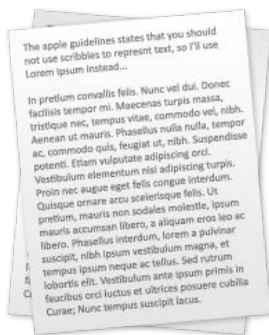 The apple guidelines states that you should
not use scribbles to represnt text, so I'll use
Lorem Ipsum instead...
In pretium convallis felis. Nunc vel dui. Donec
facilisis tempor mi. Maecenas turpis massa,
tristique nec, tempus vitae, commodo vel, nibh.
Aenean ut mauris. Phasellus nulla nulla, tempor
ac, commodo quis, feugiat ut, nibh. Suspendisse
potenti. Etiam vulputate adipiscing orci.
Vestibulum elementum nisi adipiscing turpis.
Proin nec augue eget felis congue interdum.
Quisque ornare arcu scelerisque felis. Ut
pretium, mauris non sodales molestie, ipsum
mauris accumsan libero, a aliquam eros leo ac
libero. Phasellus interdum, lorem a pulvinar
suscipit, nibh ipsum vestibulum magna, et
tempus ipsum neque ac tellus. Sed rutrum
lobortis elit. Vestibulum ante ipsum primis in
faucibus orci luctus et ultrices posuere cubilia
Curae; Nunc tempus suscipit lacus.